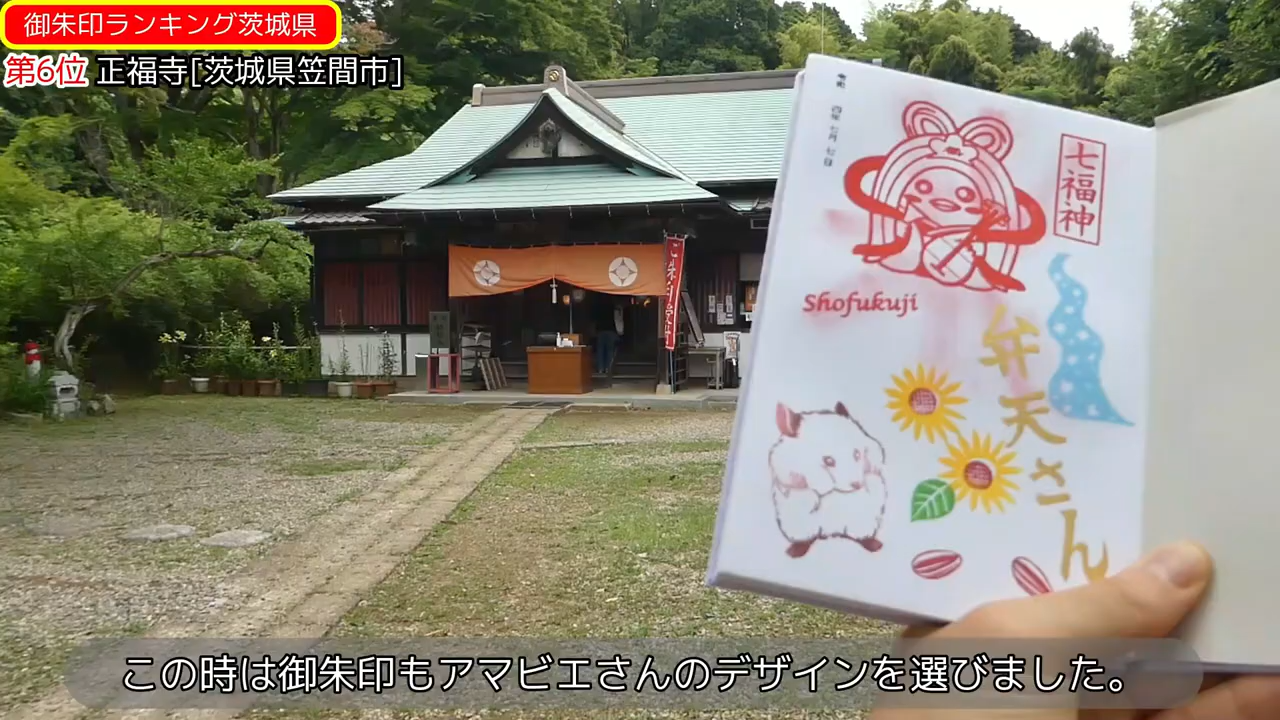 御朱印ランキング茨城県
第6位 正福寺[茨城県笠間市]
七福神
Shofukuji
弁天さん
この時は御朱印もアマビエさんのデザインを選びました。